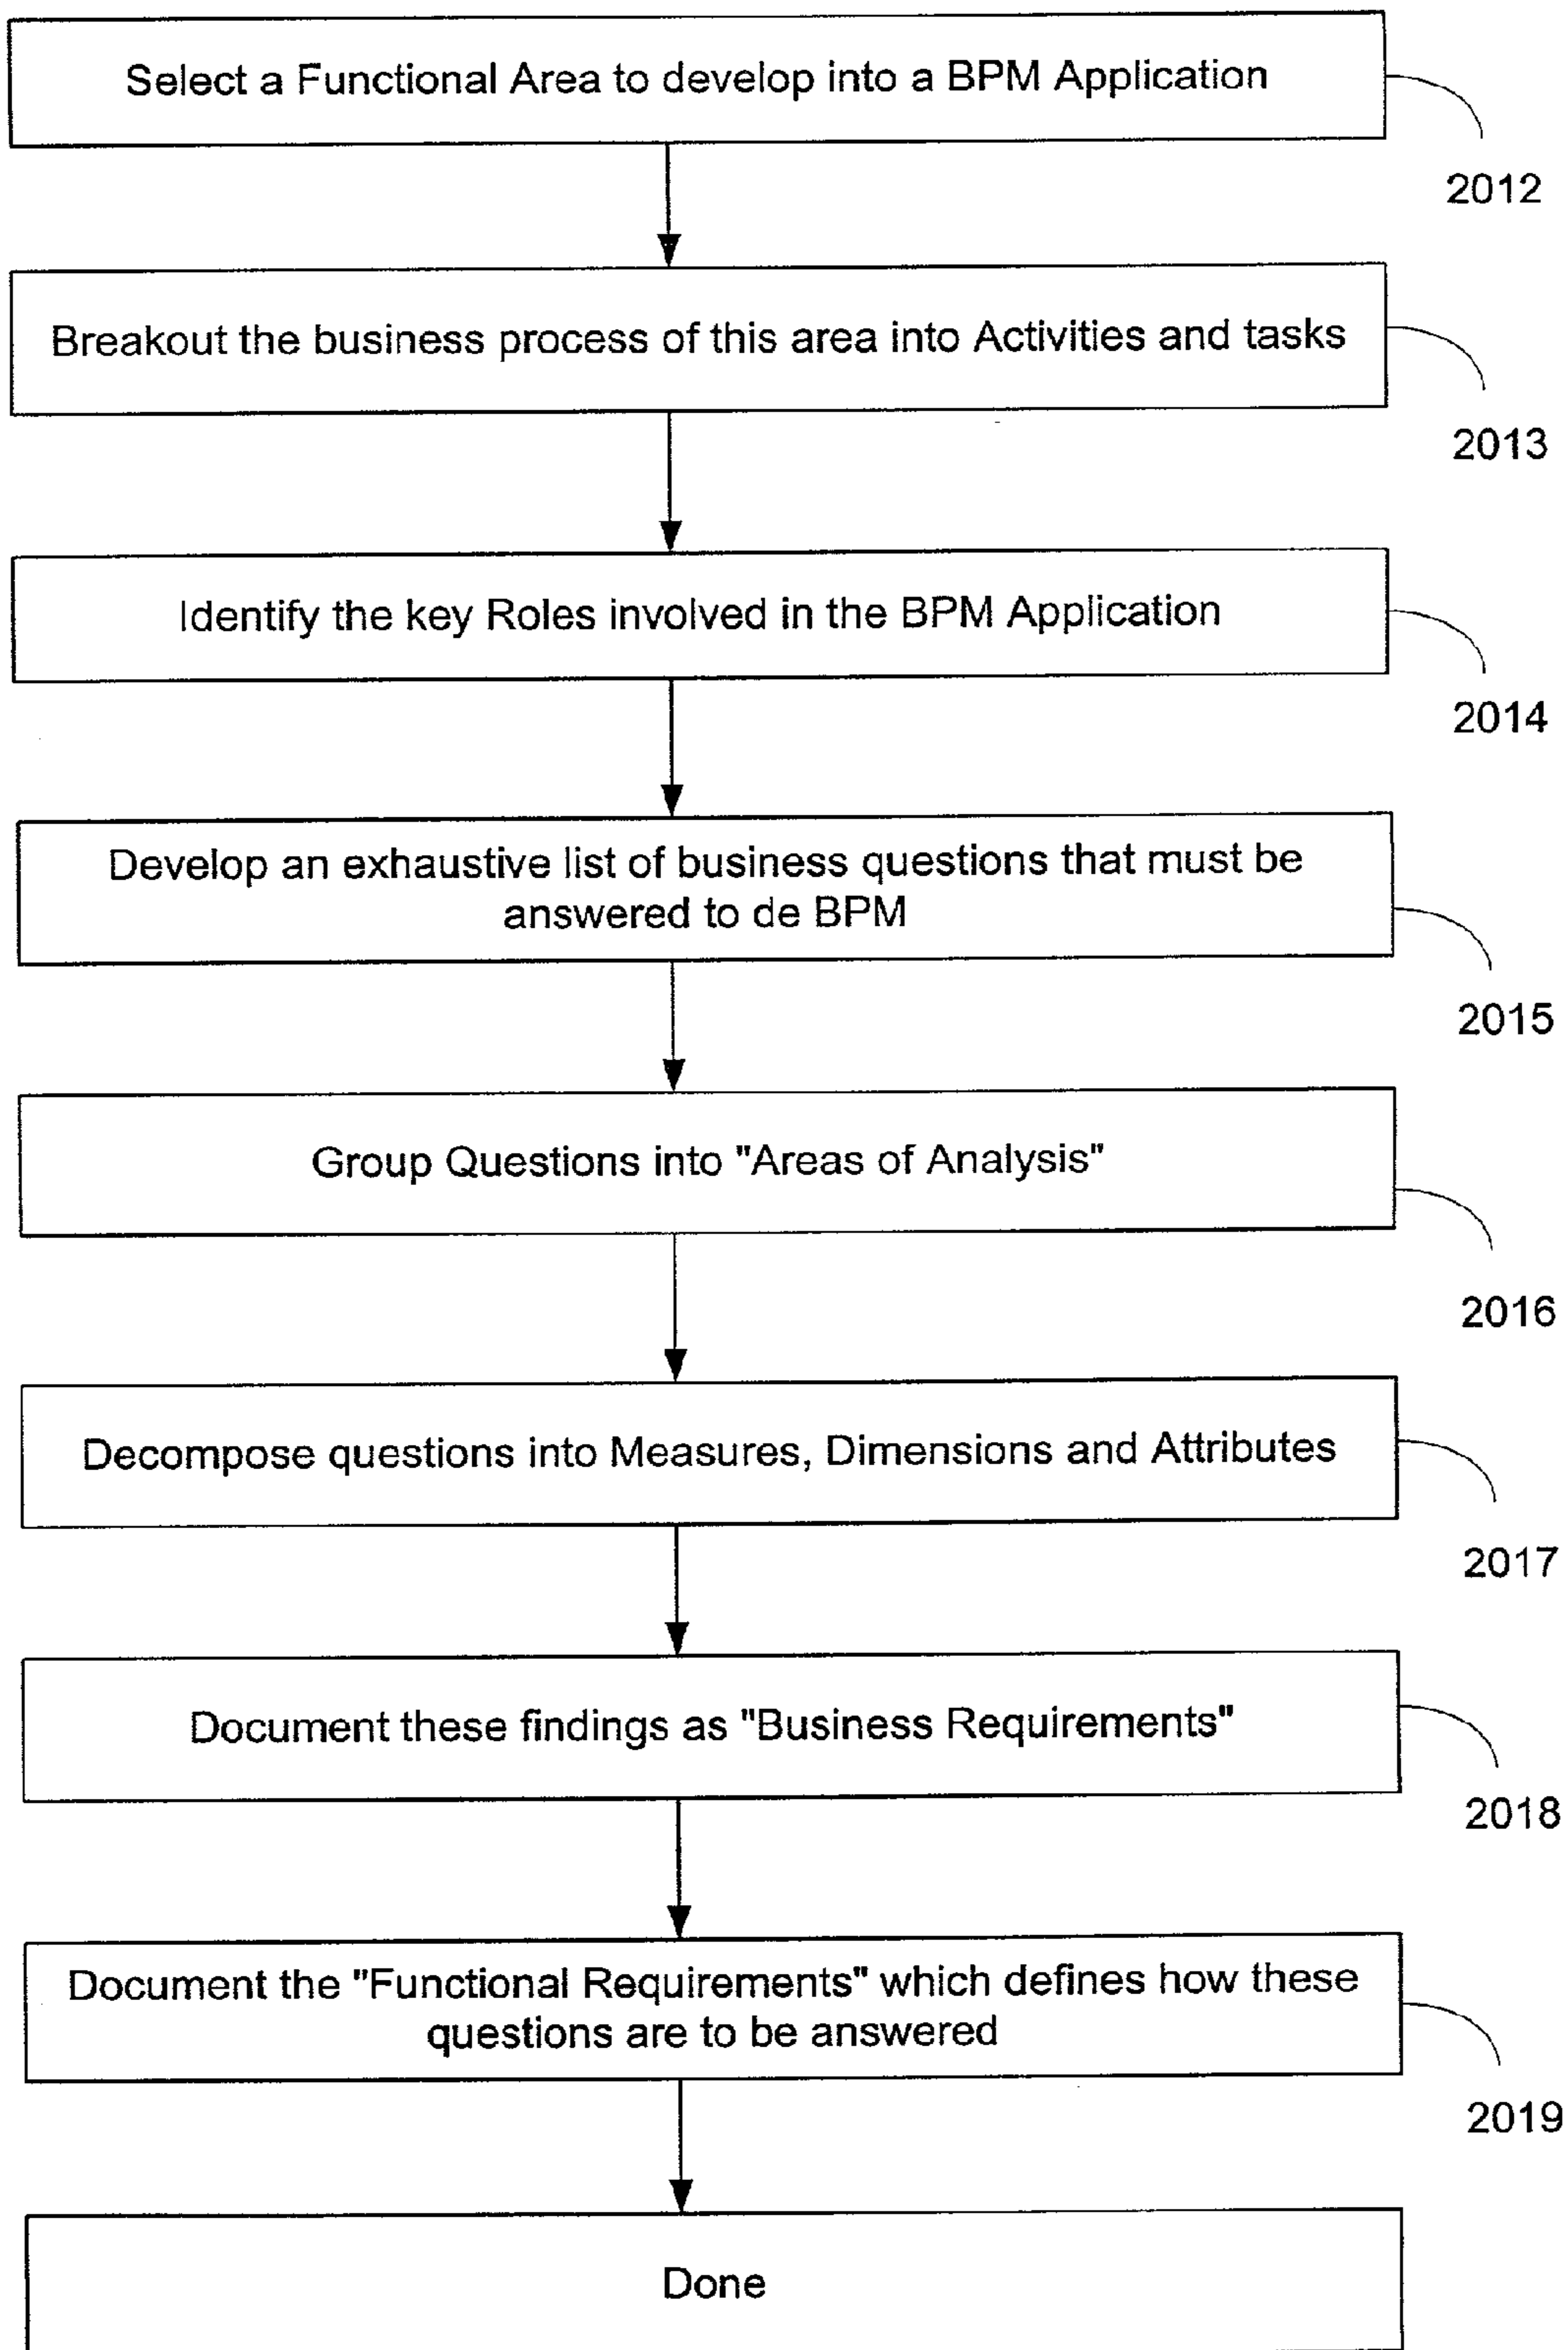 Select a Functional Area to develop into a BPM Application
2012
Breakout the business process of this area into Activities and tasks
2013
Identify the key Roles involved in the BPM Application
2014
Develop an exhaustive list of business questions that must be
answered to de BPM
2015
Group Questions into "Areas of Analysis"
2016
Decompose questions into Measures, Dimensions and Attributes
2017
Document these findings as "Business Requirements"
2018
Document the "Functional Requirements" which defines how these
questions are to be answered
2019
Done